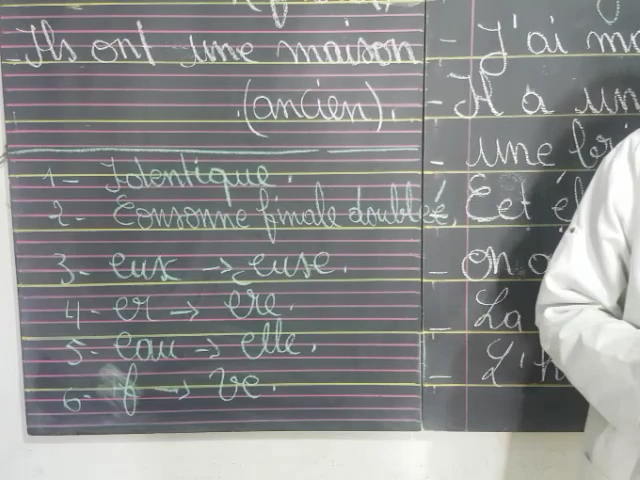 Ils ont une maison
(ancien).
1- Identique.
2- Consonne finale doublée.
3- eux → euse.
4- er → ère.
5- eau → elle.
6- f → ve.
- J'ai
- Il a un
- une
Cet
- on
- La
- L'h